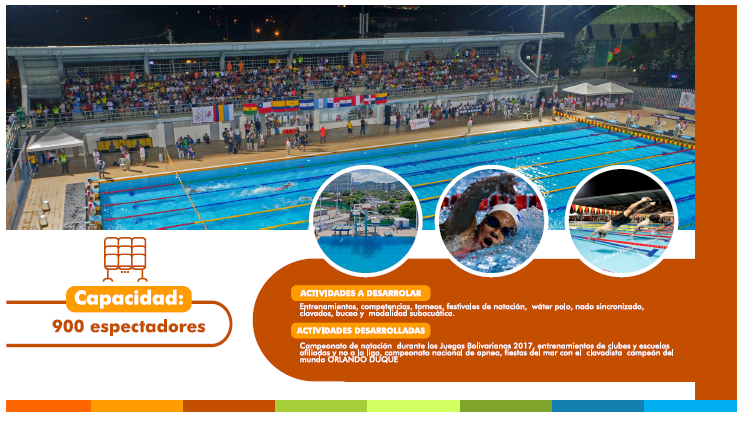 Capacidad:
900 espectadores
ACTIVIDADES A DESARROLAR
Entrenamientos, competencias, torneos, festivales de natación, wáter polo, nado sincronizado,
clavados, buceo y modalidad subacuática.
ACTIVIDADES DESARROLLADAS
Campeonato de natación durante los Juegos Bolivarianos 2017, entrenamientos de clubes y escuelas
afiliadas y no a la liga, campeonato nacional de apnea, fiestas del mar con el clavadista campeón del
mundo ORLANDO DUQUE